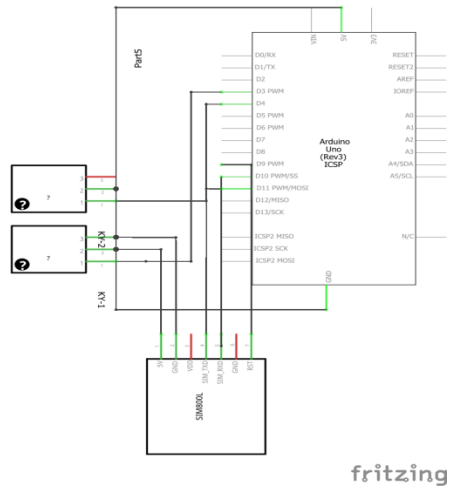 VIN
5V
3V3
Part5
D0/RX
RESET
D1/TX
RESET2
D2
AREF
D3 PWM
IOREF
D4
D5 PWM
A0
D6 PWM
A1
D7
A2
D8
A3
D9 PWM
A4/SDA
D10 PWM/SS
A5/SCL
D11 PWM/MOSI
D12/MISO
D13/SCK
Arduino
Uno
(Rev3)
ICSP
ICSP2 MISO
N/C
ICSP2 SCK
ICSP2 MOSI
GND
3
2
1
?
?
KY-2
3
2
1
?
?
KY-1
5V
GND
VDD
SIM_TXD
SIM_RXD
GND
RST
SIM800L
fritzing